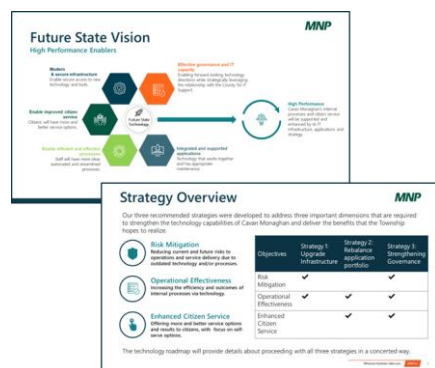 MNP
Future State Vision
High Performance Enablers
Modern
& secure infrastructure
Enable secure access to new
technology and tools.
Effective governance and IT
capacity
Enabling forward-looking technology
directions while strategically leveraging
the relationship with the County for IT
Support.
Enable improved citizen
service
Citizens will have more and
better service options.
Future State
Technology
High Performance
Cavan Monaghan's internal
processes and citizen service
will be supported and
enhanced by its IT
infrastructure, applications and
strategy.
Enable efficient and effective
processes
Staff will have more clear,
automated and streamlined
processes.
Integrated and supported
applications
Technology that works together
and has appropriate
maintenance.
Strategy Overview
MNP
Our three recommended strategies were developed to address three important dimensions that are required
to strengthen the technology capabilities of Cavan Monaghan and deliver the benefits that the Township
hopes to realize.
Risk Mitigation
Reducing current and future risks to
operations and service delivery due to
outdated technology and/or processes.
Operational Effectiveness
Increasing the efficiency and outcomes of
internal processes via technology.
Enhanced Citizen Service
Offering more and better service options
and results to citizens, with focus on self-
serve options.
Objectives
Strategy 1:
Upgrade
Infrastructure
Strategy 2:
Rebalance
application
portfolio
Strategy 3:
Strengthening
Governance
Risk
Mitigation
✓ ✓
Operational
Effectiveness
✓ ✓ ✓
Enhanced
Citizen
Service
✓ ✓
The technology roadmap will provide details about proceeding with all three strategies in a concerted way.